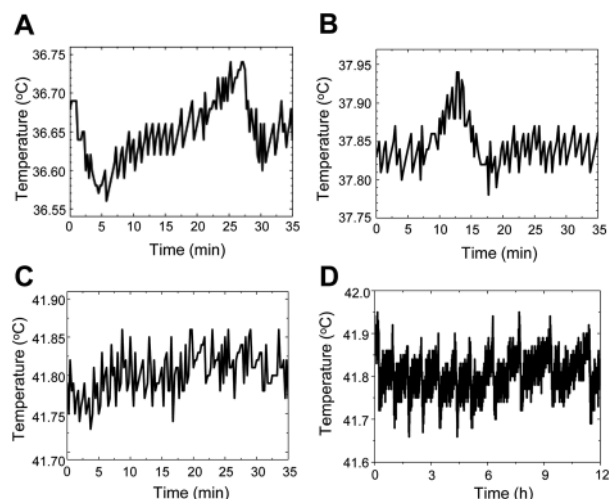 A
36.75
36.70
36.65
36.60
36.55
Temperature (°C)
0 5 10 15 20 25 30 35
Time (min)
B
37.95
37.90
37.85
37.80
37.75
Temperature (°C)
0 5 10 15 20 25 30 35
Time (min)
C
41.90
41.85
41.80
41.75
41.70
Temperature (°C)
0 5 10 15 20 25 30 35
Time (min)
D
42.0
41.9
41.8
41.7
41.6
Temperature (°C)
0 3 6 9 12
Time (h)